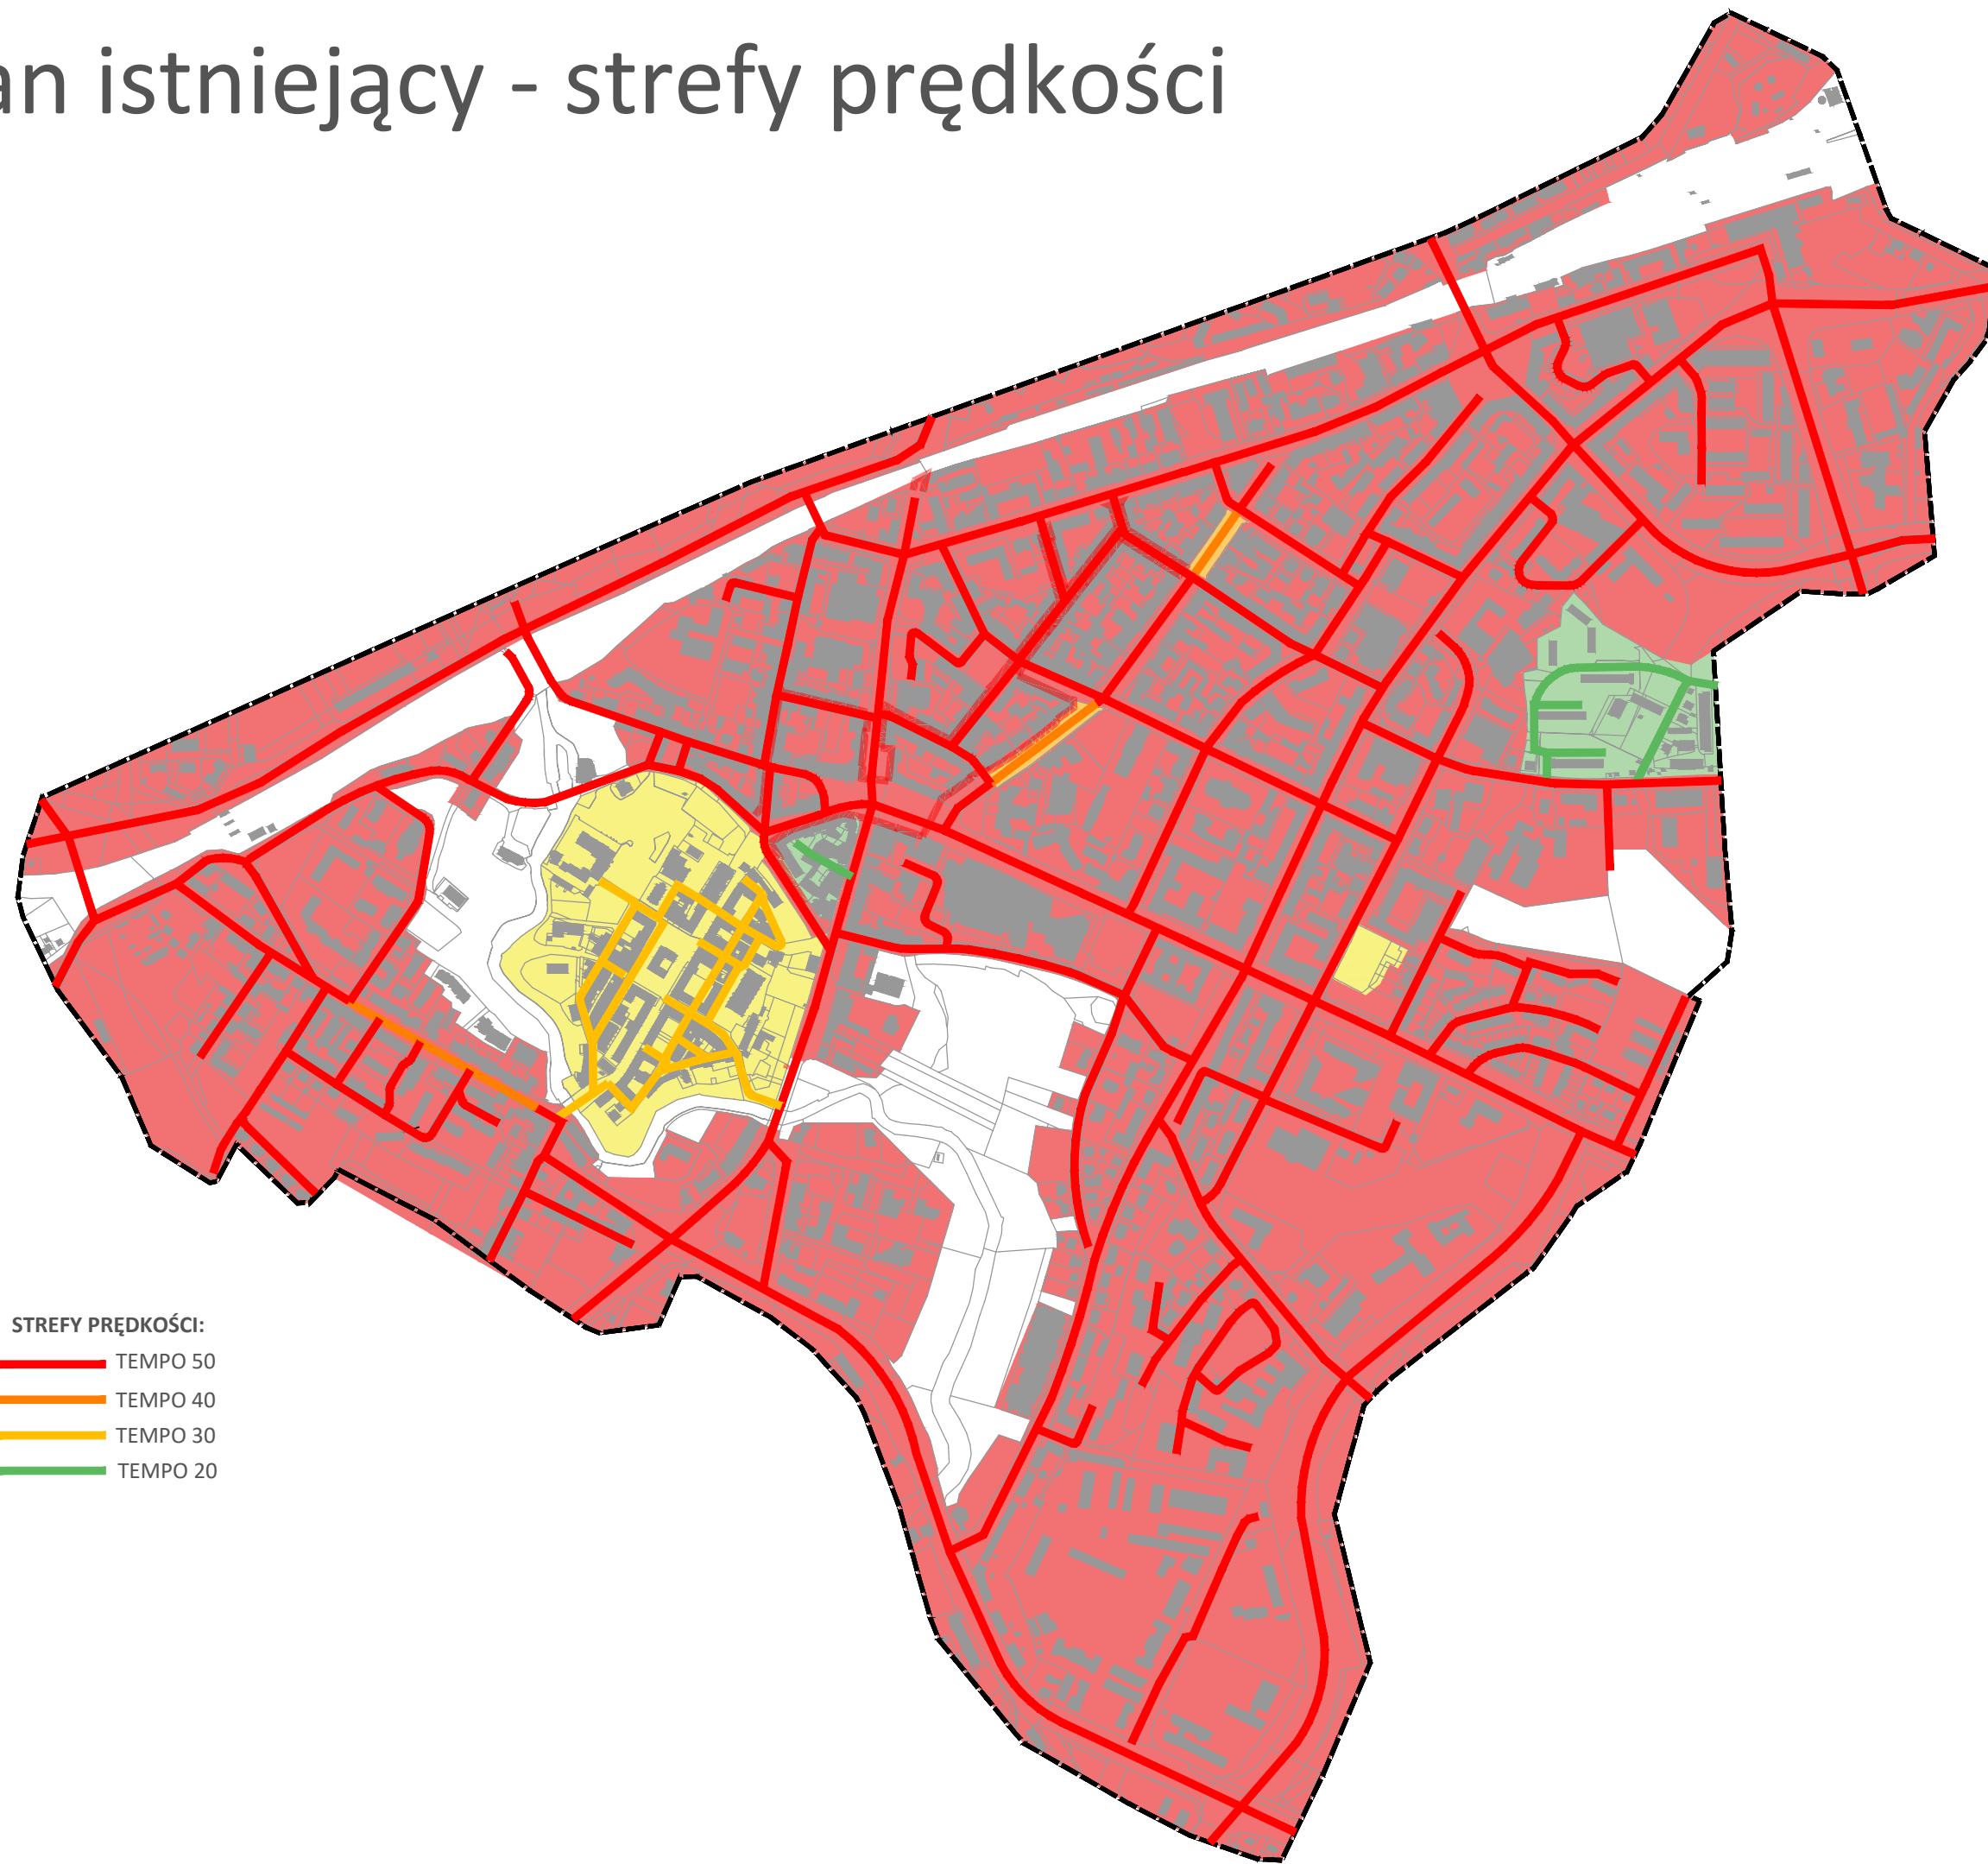 an istniejący - strefy prędkości
STREFY PRĘDKOŚCI:
TEMPO 50
TEMPO 40
TEMPO 30
TEMPO 20